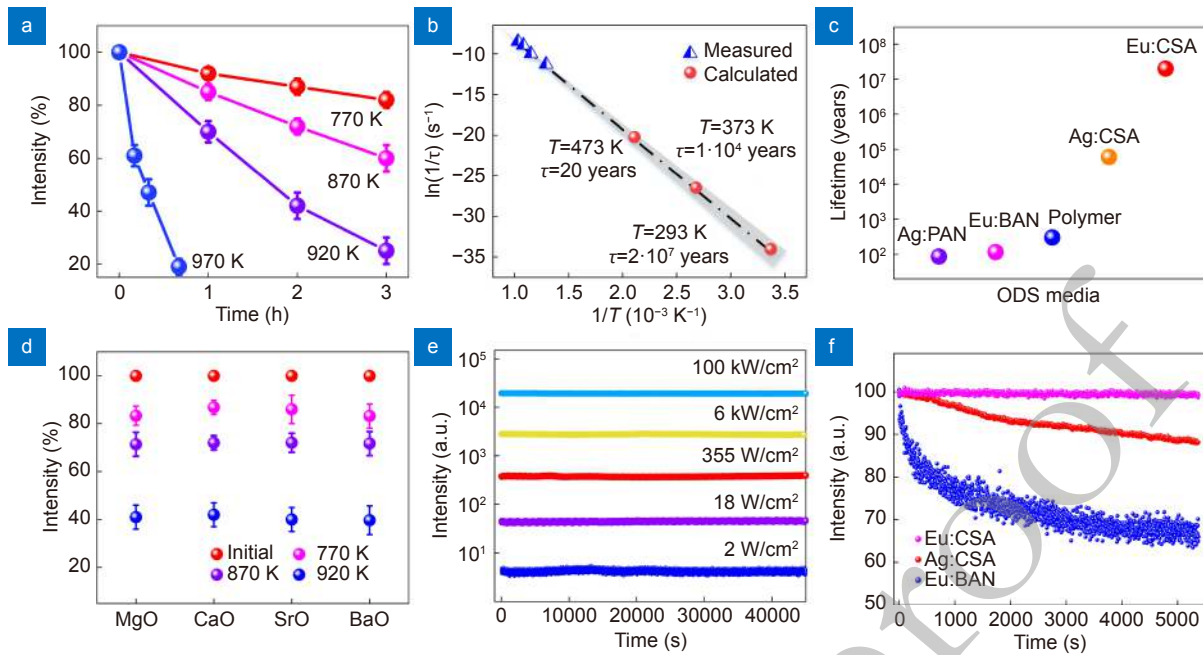 a
100
80
60
40
20
Intensity (%)
770 K
870 K
920 K
970 K
0
1
2
3
Time (h)
b
−5
−10
−15
−20
−25
−30
−35
ln(1/τ) (s⁻¹)
Measured
Calculated
T=373 K
τ=1·10⁴ years
T=473 K
τ=20 years
T=293 K
τ=2·10⁷ years
1.0 1.5 2.0 2.5 3.0 3.5
1/T (10⁻³ K⁻¹)
c
10⁸
10⁷
10⁶
10⁵
10⁴
10³
10²
Lifetime (years)
Eu:CSA
Ag:CSA
Polymer
Eu:BAN
Ag:PAN
ODS media
d
100
80
60
40
20
Intensity (%)
Initial 770 K
870 K 920 K
MgO CaO SrO BaO
e
10⁵
10⁴
10³
10²
10¹
Intensity (a.u.)
100 kW/cm²
6 kW/cm²
355 W/cm²
18 W/cm²
2 W/cm²
0 10000 20000 30000 40000
Time (s)
f
100
90
80
70
60
50
Intensity (a.u.)
Eu:CSA
Ag:CSA
Eu:BAN
0 1000 2000 3000 4000 5000
Time (s)
Proof